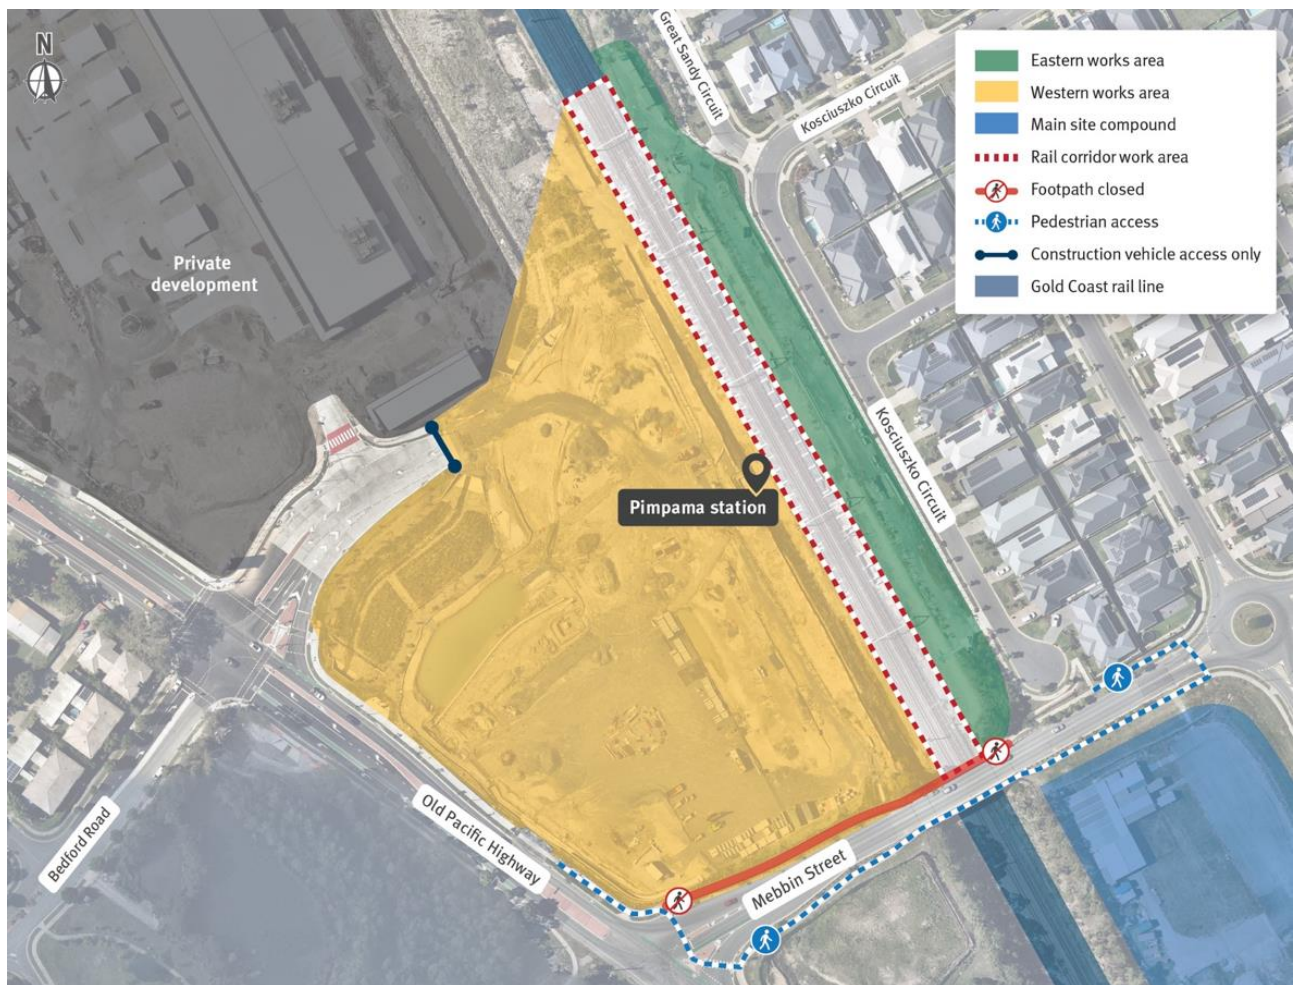 N
Great Sandy Circuit
Kosciuszko Circuit
Eastern works area
Western works area
Main site compound
Rail corridor work area
Footpath closed
Pedestrian access
Construction vehicle access only
Gold Coast rail line
Private
development
Kosciuszko Circuit
Pimpama station
Old Pacific Highway
Bedford Road
Mebbin Street